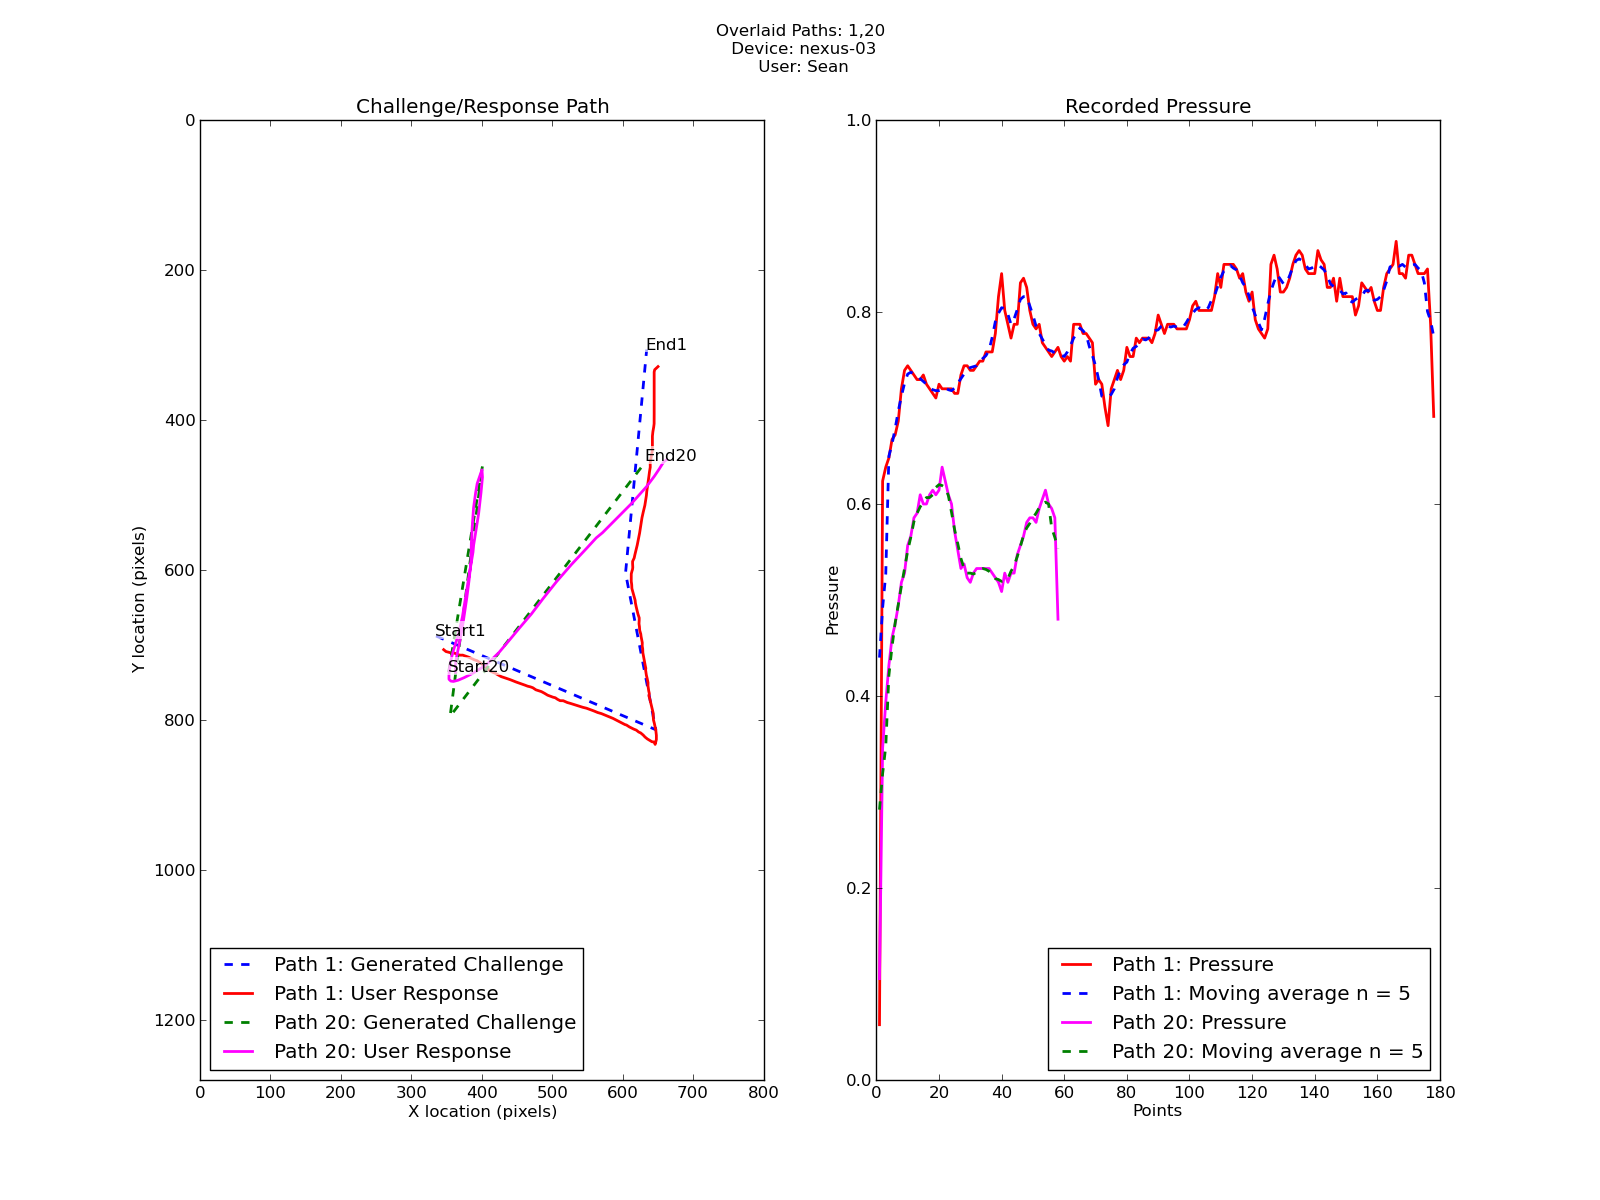 Overlaid Paths: 1,20
Device: nexus-03
User: Sean
Challenge/Response Path
0
200
400
600
800
1000
1200
Y location (pixels)
End1
End20
Start1
Start20
Path 1: Generated Challenge
Path 1: User Response
Path 20: Generated Challenge
Path 20: User Response
0 100 200 300 400 500 600 700 800
X location (pixels)
Recorded Pressure
1.0
0.8
0.6
0.4
0.2
0.0
Pressure
Path 1: Pressure
Path 1: Moving average n = 5
Path 20: Pressure
Path 20: Moving average n = 5
0 20 40 60 80 100 120 140 160 180
Points